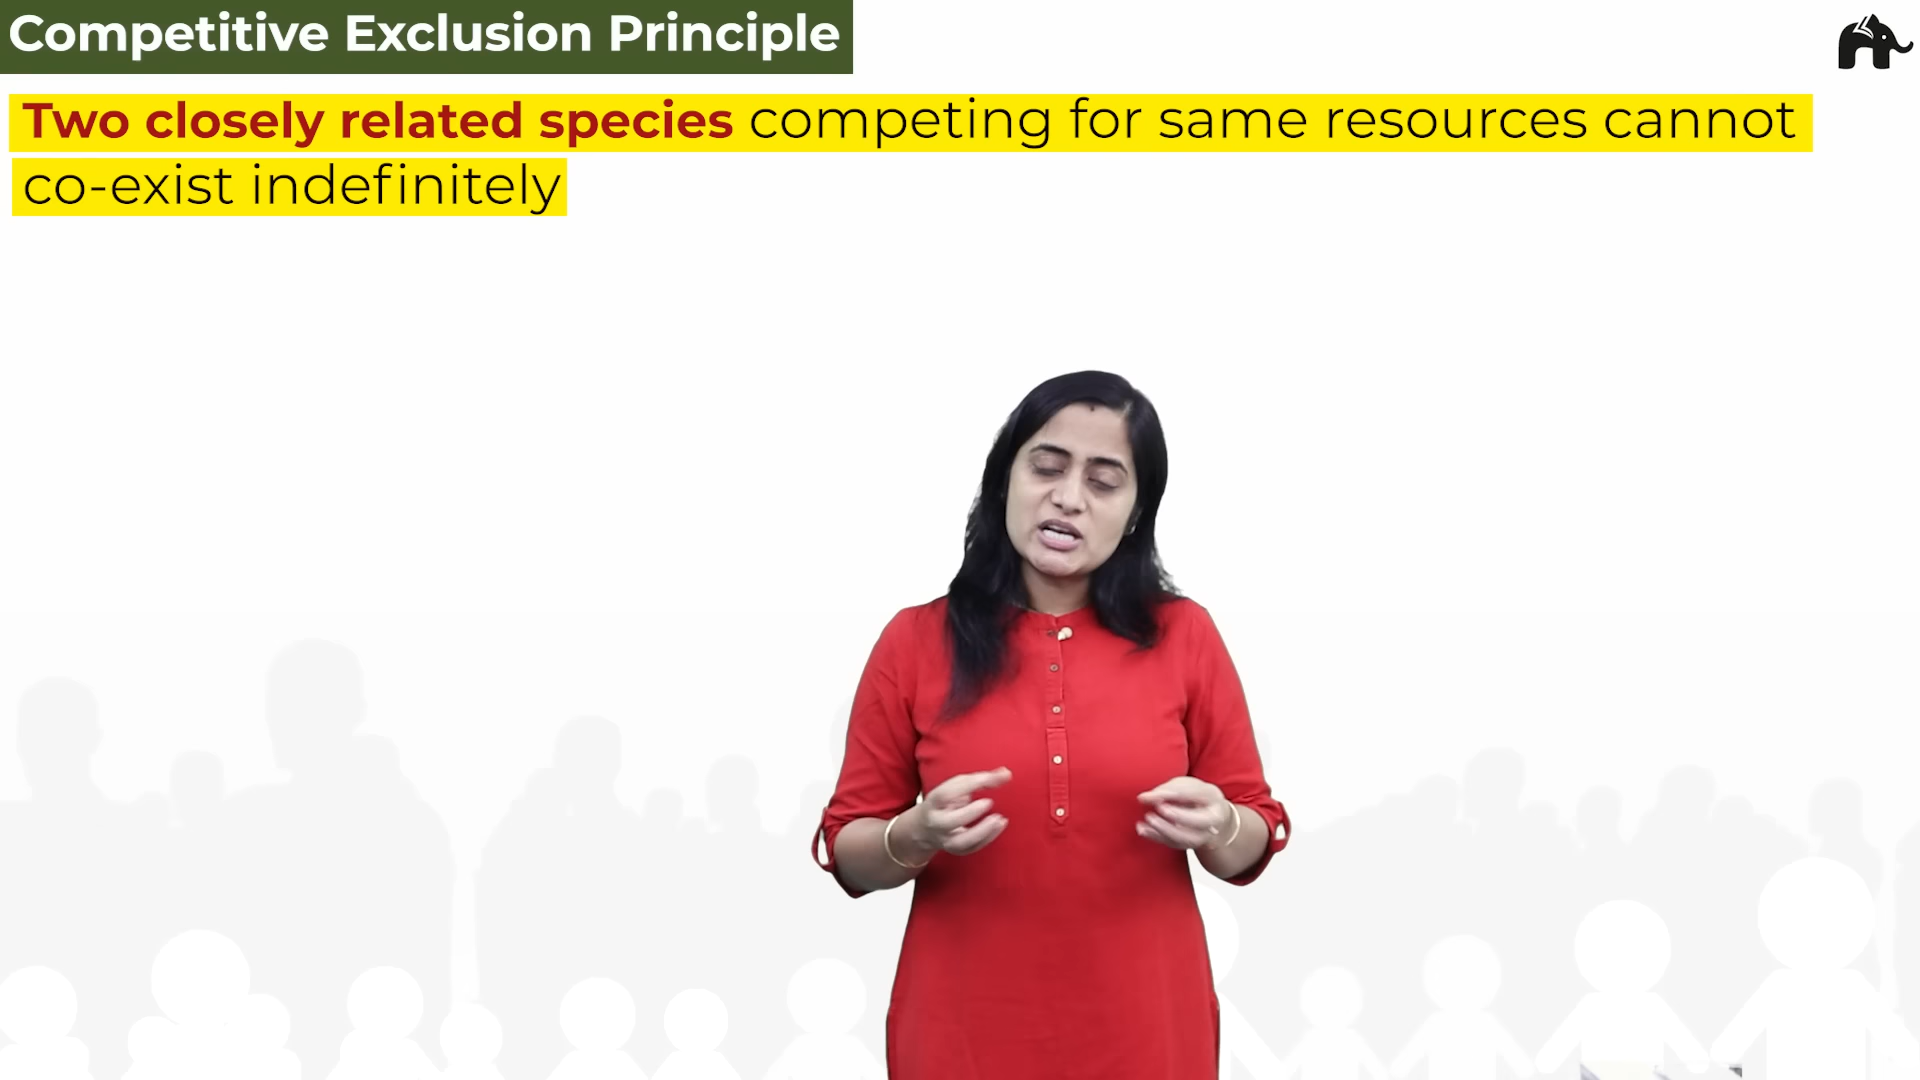 Competitive Exclusion Principle
Two closely related species competing for same resources cannot
co-exist indefinitely